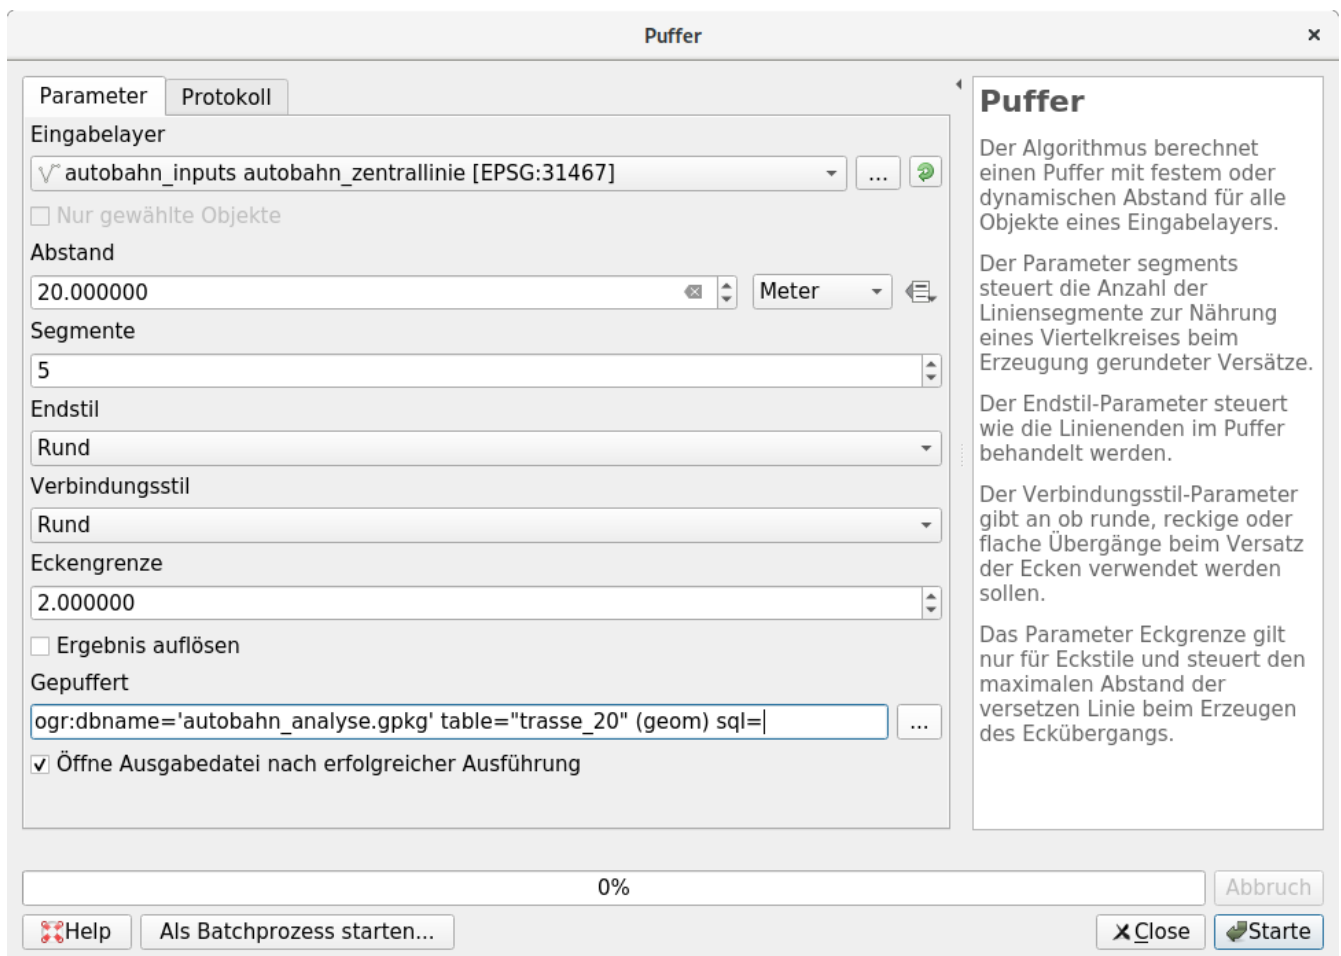 Puffer
Parameter
Protokoll
Eingabelayer
autobahn_inputs autobahn_zentrallinie [EPSG:31467]
...
Nur gewählte Objekte
Abstand
20.000000
Meter
Segmente
5
Endstil
Rund
Verbindungsstil
Rund
Eckengrenze
2.000000
Ergebnis auflösen
Gepuffert
ogr:dbname='autobahn_analyse.gpkg' table="trasse_20" (geom) sql=
...
Öffne Ausgabedatei nach erfolgreicher Ausführung
Puffer
Der Algorithmus berechnet
einen Puffer mit festem oder
dynamischen Abstand für alle
Objekte eines Eingabelayers.
Der Parameter segments
steuert die Anzahl der
Liniensegmente zur Nährung
eines Viertelkreises beim
Erzeugung gerundeter Versätze.
Der Endstil-Parameter steuert
wie die Linienenden im Puffer
behandelt werden.
Der Verbindungsstil-Parameter
gibt an ob runde, reckige oder
flache Übergänge beim Versatz
der Ecken verwendet werden
sollen.
Das Parameter Eckgrenze gilt
nur für Eckstile und steuert den
maximalen Abstand der
versetzen Linie beim Erzeugen
des Eckübergangs.
0%
Abbruch
Help
Als Batchprozess starten...
Close
Starte